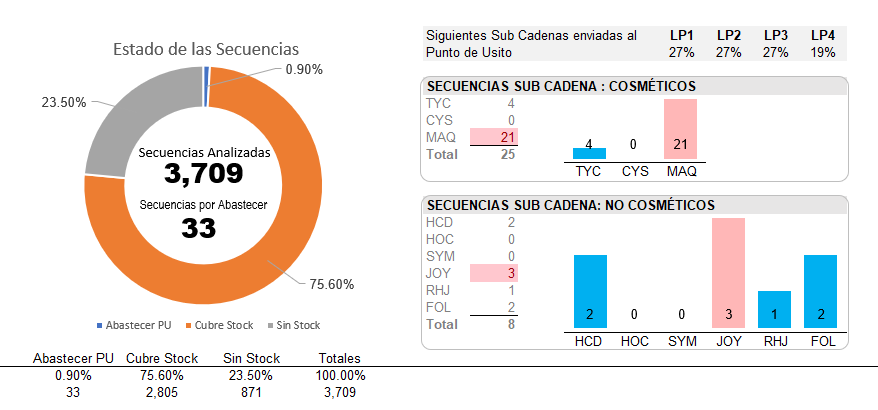 Estado de las Secuencias
0.90%
23.50%
Secuencias Analizadas
3,709
Secuencias por Abastecer
33
75.60%
Abastecer PU Cubre Stock Sin Stock
Abastecer PU Cubre Stock Sin Stock Totales
0.90% 75.60% 23.50% 100.00%
33 2,805 871 3,709
Siguientes Sub Cadenas enviadas al LP1 LP2 LP3 LP4
Punto de Usito 27% 27% 27% 19%
SECUENCIAS SUB CADENA : COSMÉTICOS
TYC 4
CYS 0
MAQ 21
Total 25
4 0 21
TYC CYS MAQ
SECUENCIAS SUB CADENA: NO COSMÉTICOS
HCD 2
HOC 0
SYM 0
JOY 3
RHJ 1
FOL 2
Total 8
2 0 0 3 1 2
HCD HOC SYM JOY RHJ FOL